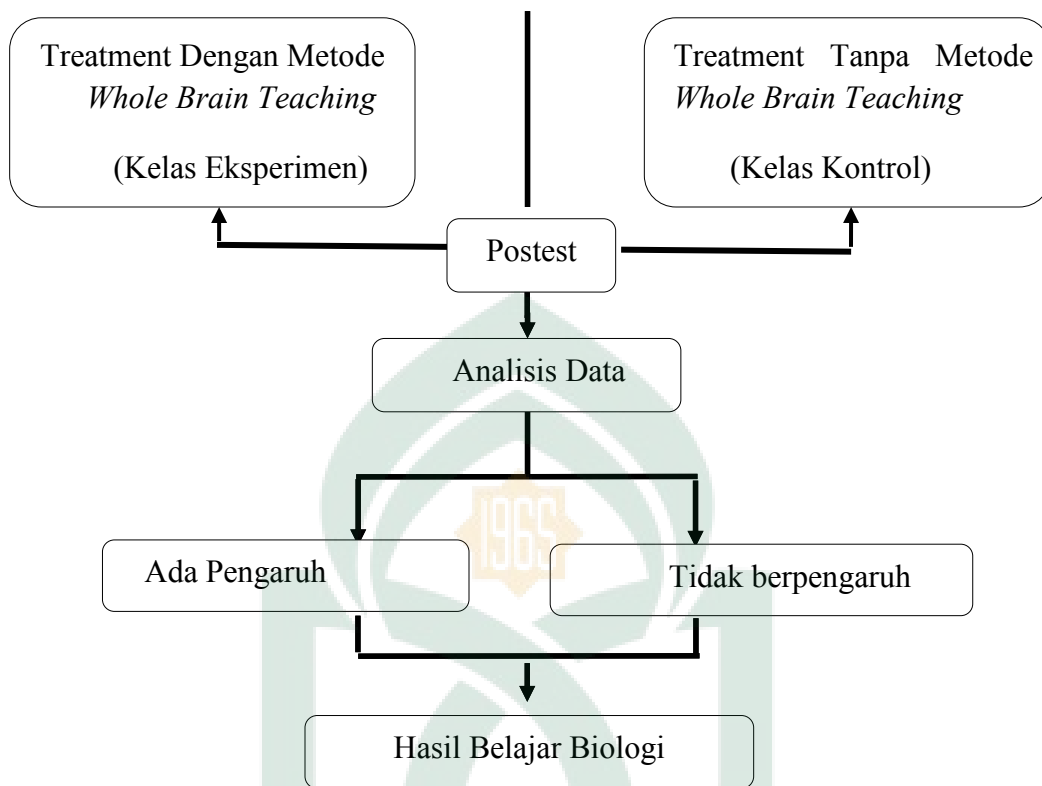 Treatment Dengan Metode
Whole Brain Teaching
(Kelas Eksperimen)
Treatment Tanpa Metode
Whole Brain Teaching
(Kelas Kontrol)
Postest
Analisis Data
1965
Ada Pengaruh
Tidak berpengaruh
Hasil Belajar Biologi